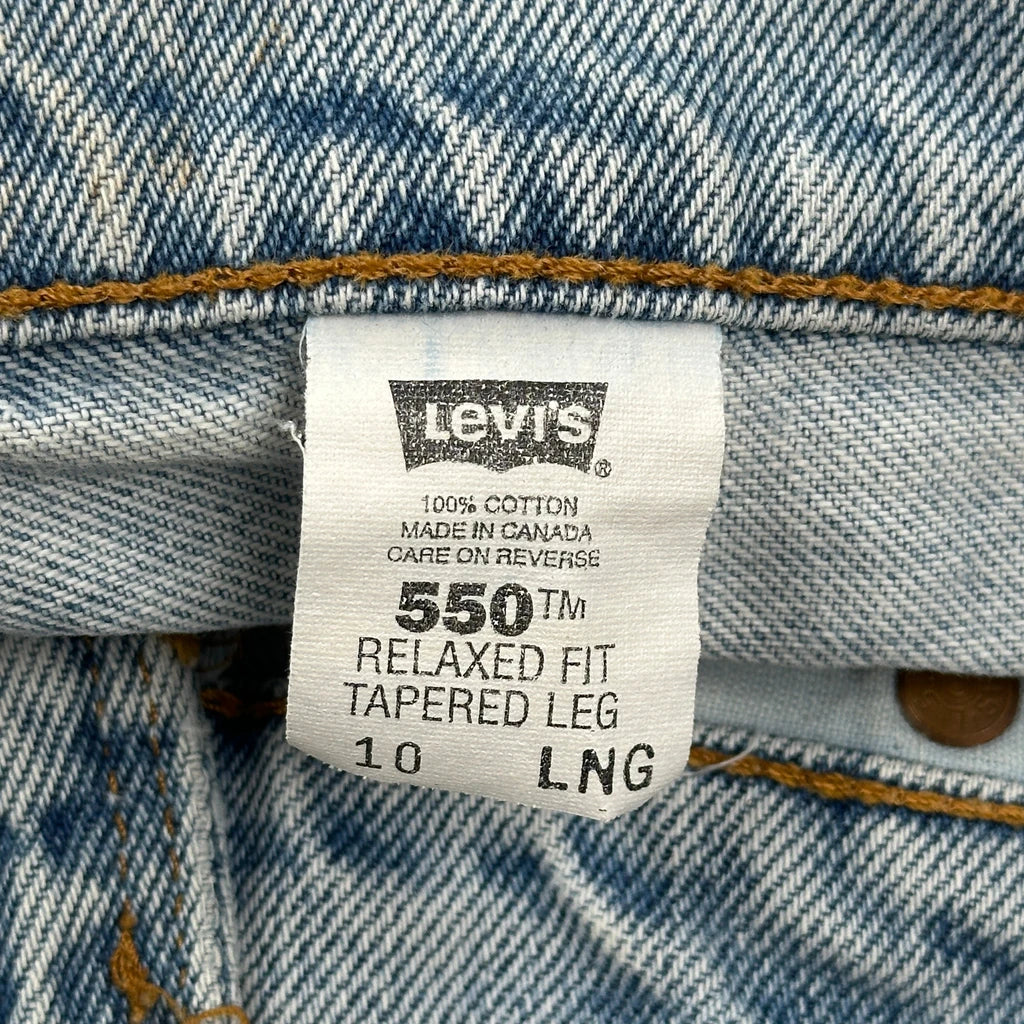 Levi's®
100% COTTON
MADE IN CANADA
CARE ON REVERSE
550™
RELAXED FIT
TAPERED LEG
10 LNG